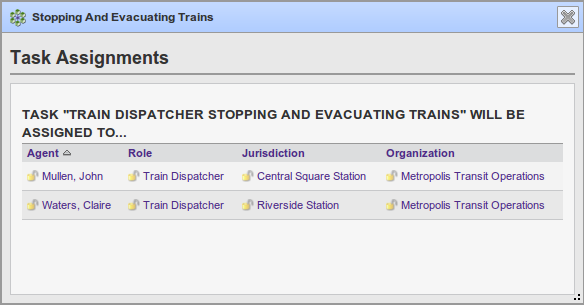 Stopping And Evacuating Trains
Task Assignments
TASK "TRAIN DISPATCHER STOPPING AND EVACUATING TRAINS" WILL BE
ASSIGNED TO...
Agent Role Jurisdiction Organization
Mullen, John Train Dispatcher Central Square Station Metropolis Transit Operations
Waters, Claire Train Dispatcher Riverside Station Metropolis Transit Operations